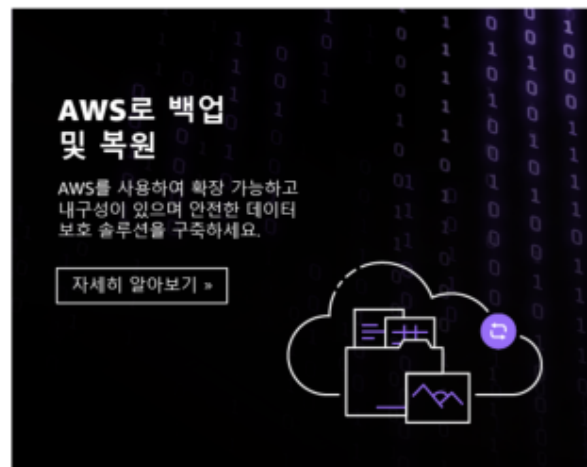 AWS로 백업
및 복원
AWS를 사용하여 확장 가능하고
내구성이 있으며 안전한 데이터
보호 솔루션을 구축하세요.
자세히 알아보기 »